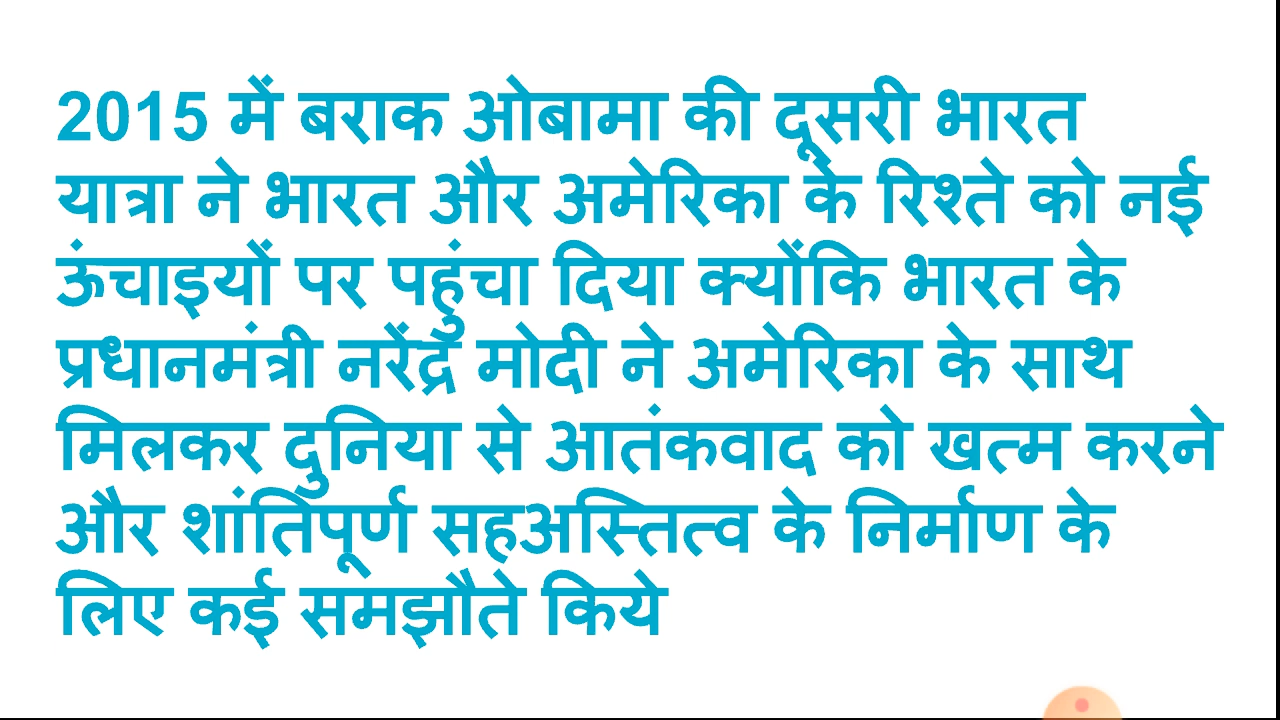 2015 में बराक ओबामा की दूसरी भारत
यात्रा ने भारत और अमेरिका के रिश्ते को नई
ऊंचाइयों पर पहुंचा दिया क्योंकि भारत के
प्रधानमंत्री नरेंद्र मोदी ने अमेरिका के साथ
मिलकर दुनिया से आतंकवाद को खत्म करने
और शांतिपूर्ण सहअस्तित्व के निर्माण के
लिए कई समझौते किये